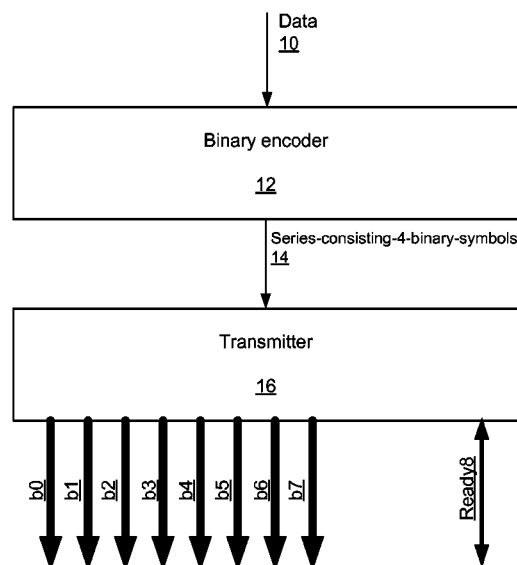 Data
10
Binary encoder
12
Series-consisting-4-binary-symbols
14
Transmitter
16
b0
b1
b2
b3
b4
b5
b6
b7
Ready8